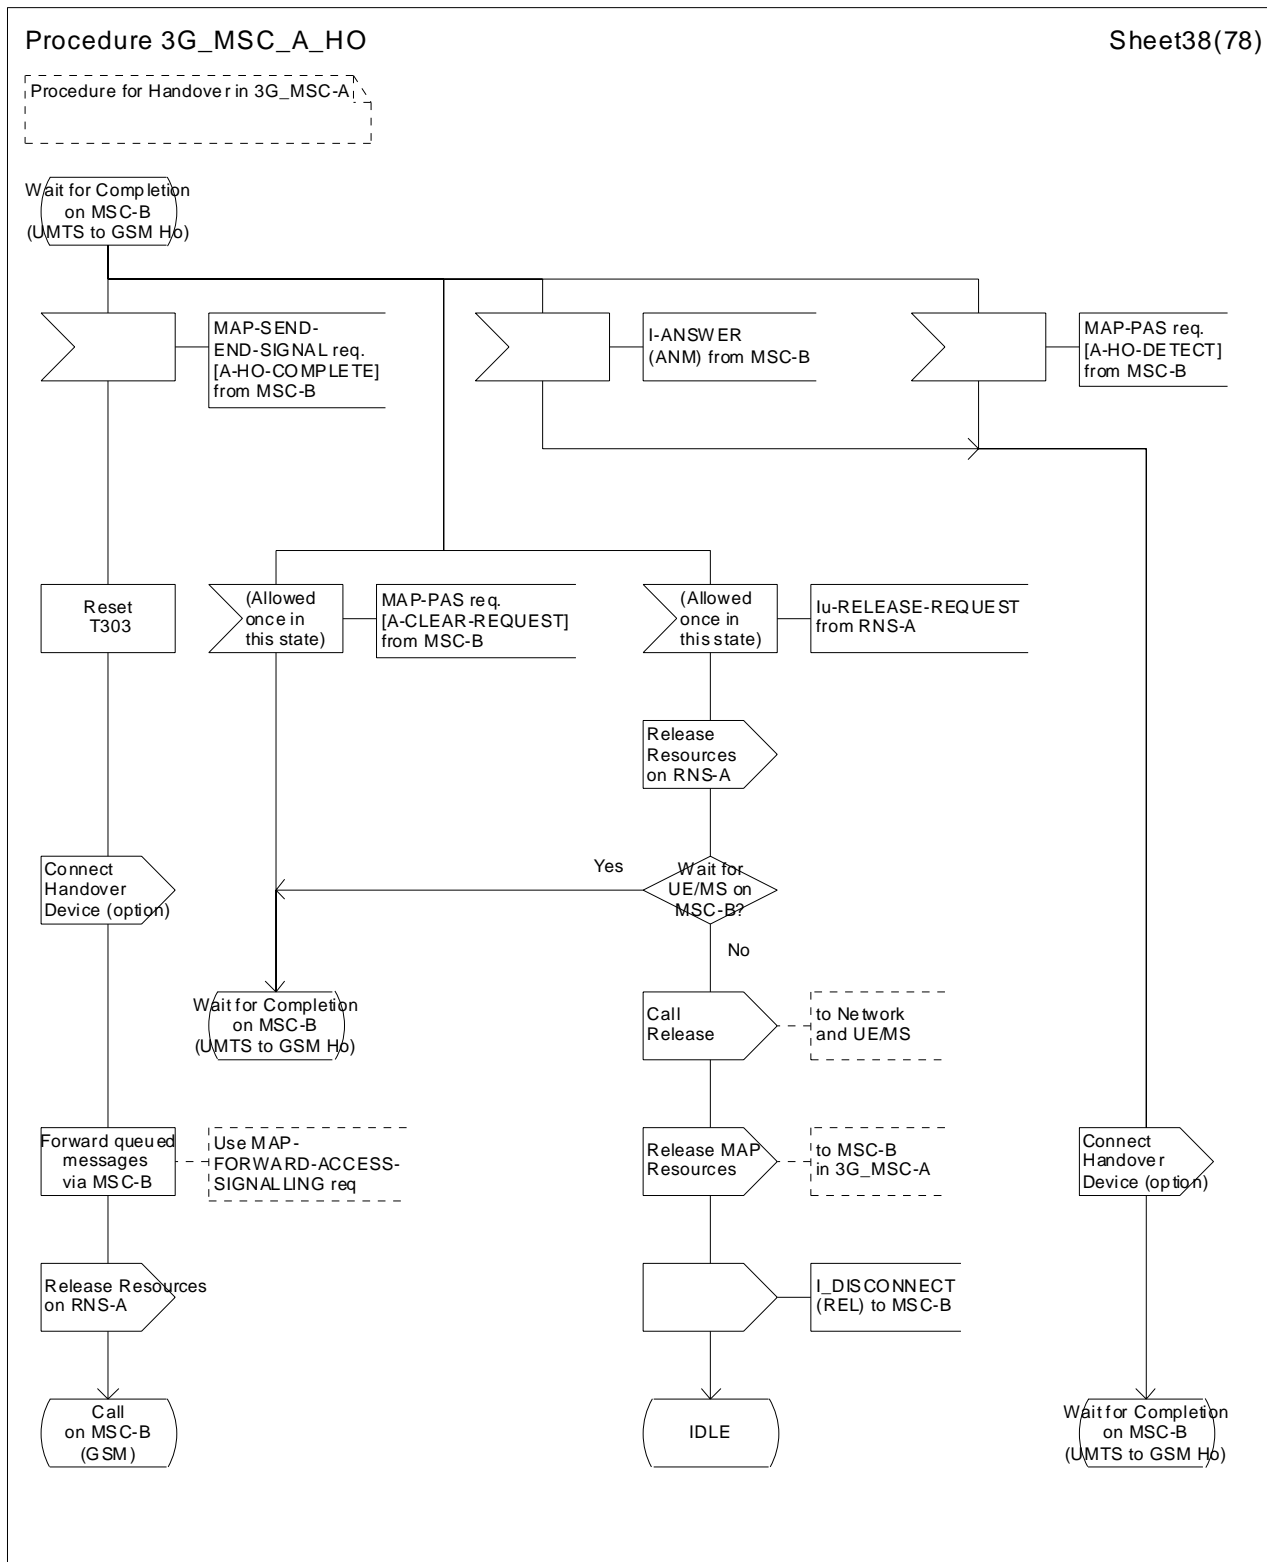 Procedure 3G_MSC_A_HO
Sheet38(78)
Procedure for Handover in 3G_MSC-A
Wait for Completion
on MSC-B
(UMTS to GSM Ho)
MAP-SEND-
END-SIGNAL req.
[A-HO-COMPLETE]
from MSC-B
I-ANSWER
(ANM) from MSC-B
MAP-PAS req.
[A-HO-DETECT]
from MSC-B
Reset
T303
(Allowed
once in
this state)
MAP-PAS req.
[A-CLEAR-REQUEST]
from MSC-B
(Allowed
once in
this state)
Iu-RELEASE-REQUEST
from RNS-A
Release
Resources
on RNS-A
Connect
Handover
Device (option)
Yes
Wait for
UE/MS on
MSC-B?
No
Wait for Completion
on MSC-B
(UMTS to GSM Ho)
Call
Release
to Network
and UE/MS
Forward queued
messages
via MSC-B
Use MAP-
FORWARD-ACCESS-
SIGNALLING req
Release MAP
Resources
to MSC-B
in 3G_MSC-A
Connect
Handover
Device (option)
Release Resources
on RNS-A
I_DISCONNECT
(REL) to MSC-B
Call
on MSC-B
(GSM)
IDLE
Wait for Completion
on MSC-B
(UMTS to GSM Ho)